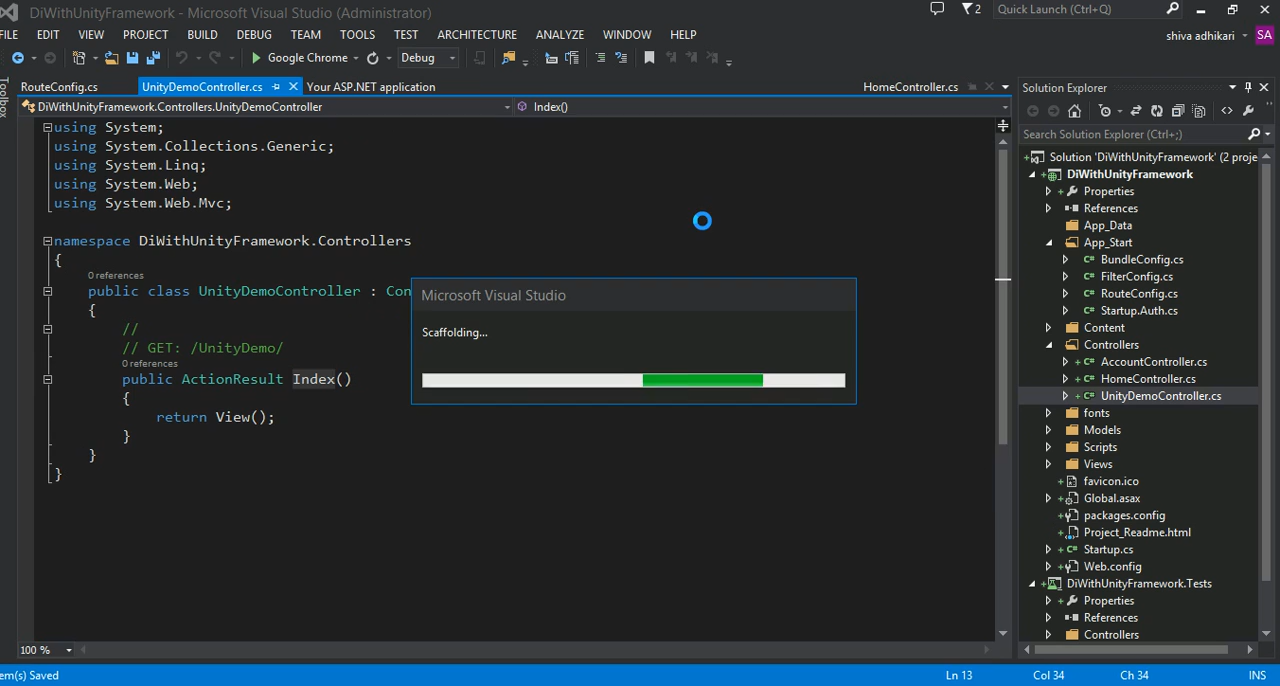 DiWithUnityFramework - Microsoft Visual Studio (Administrator)
2
Quick Launch (Ctrl+Q)
FILE EDIT VIEW PROJECT BUILD DEBUG TEAM TOOLS TEST ARCHITECTURE ANALYZE WINDOW HELP
shiva adhikari
SA
Google Chrome
Debug
Toolbox
RouteConfig.cs
UnityDemoController.cs
Your ASP.NET application
HomeController.cs
DiWithUnityFramework.Controllers.UnityDemoController
Index()
using System;
using System.Collections.Generic;
using System.Linq;
using System.Web;
using System.Web.Mvc;
namespace DiWithUnityFramework.Controllers
{
0 references
public class UnityDemoController : Con
{
//
// GET: /UnityDemo/
0 references
public ActionResult Index()
{
return View();
}
}
}
Microsoft Visual Studio
Scaffolding...
Solution Explorer
Search Solution Explorer (Ctrl+;)
Solution 'DiWithUnityFramework' (2 proje
DiWithUnityFramework
Properties
References
App_Data
App_Start
BundleConfig.cs
FilterConfig.cs
RouteConfig.cs
Startup.Auth.cs
Content
Controllers
AccountController.cs
HomeController.cs
UnityDemoController.cs
fonts
Models
Scripts
Views
favicon.ico
Global.asax
packages.config
Project_Readme.html
Startup.cs
Web.config
DiWithUnityFramework.Tests
Properties
References
Controllers
100 %
em(s) Saved
Ln 13
Col 34
Ch 34
INS